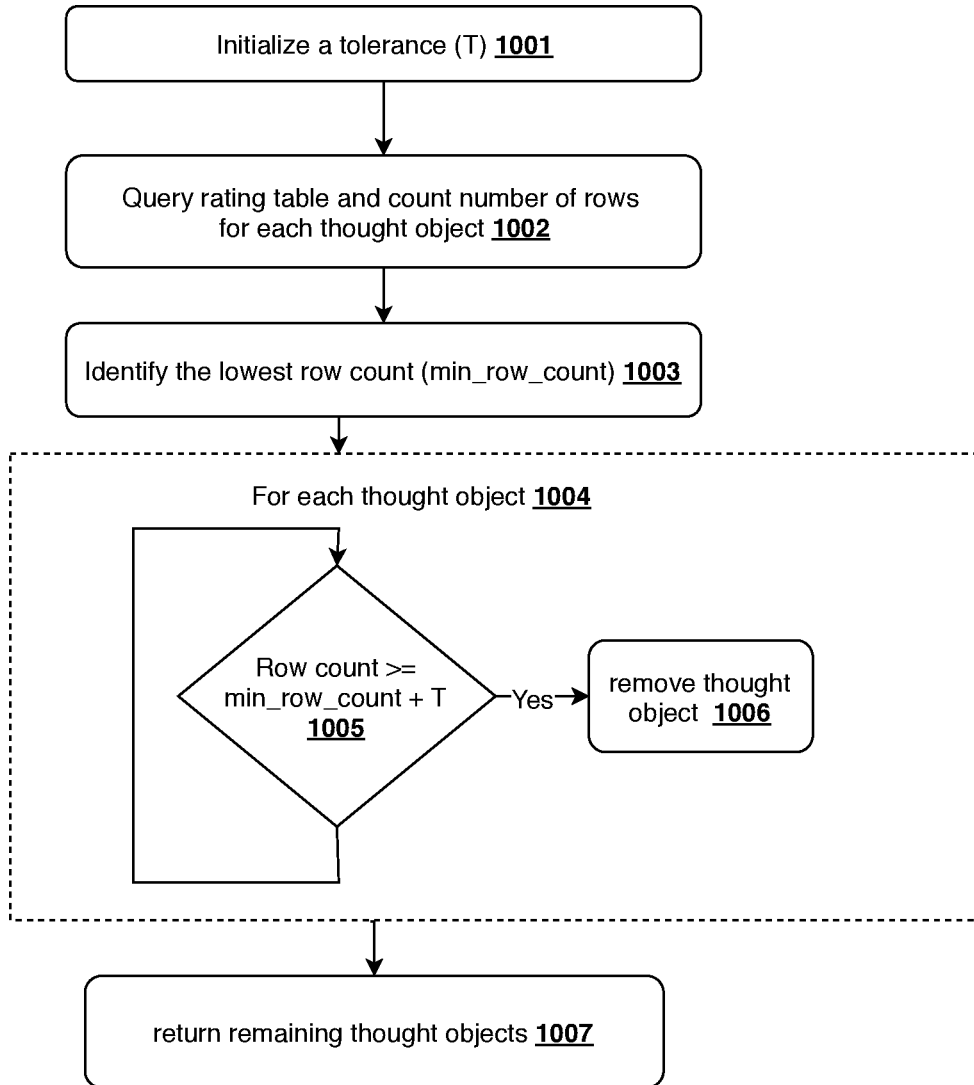 Initialize a tolerance (T) 1001
Query rating table and count number of rows
for each thought object 1002
Identify the lowest row count (min_row_count) 1003
For each thought object 1004
Row count >=
min_row_count + T
1005
Yes
remove thought
object 1006
return remaining thought objects 1007